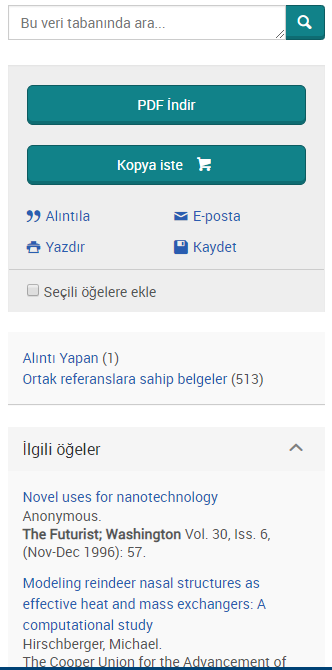 Bu veri tabanında ara...
PDF İndir
Kopya iste
Alıntıla
E-posta
Yazdır
Kaydet
Seçili öğelere ekle
Alıntı Yapan (1)
Ortak referanslara sahip belgeler (513)
İlgili öğeler
Novel uses for nanotechnology
Anonymous.
The Futurist; Washington Vol. 30, Iss. 6,
(Nov-Dec 1996): 57.
Modeling reindeer nasal structures as
effective heat and mass exchangers: A
computational study
Hirschberger, Michael.
The Cooper Union for the Advancement of